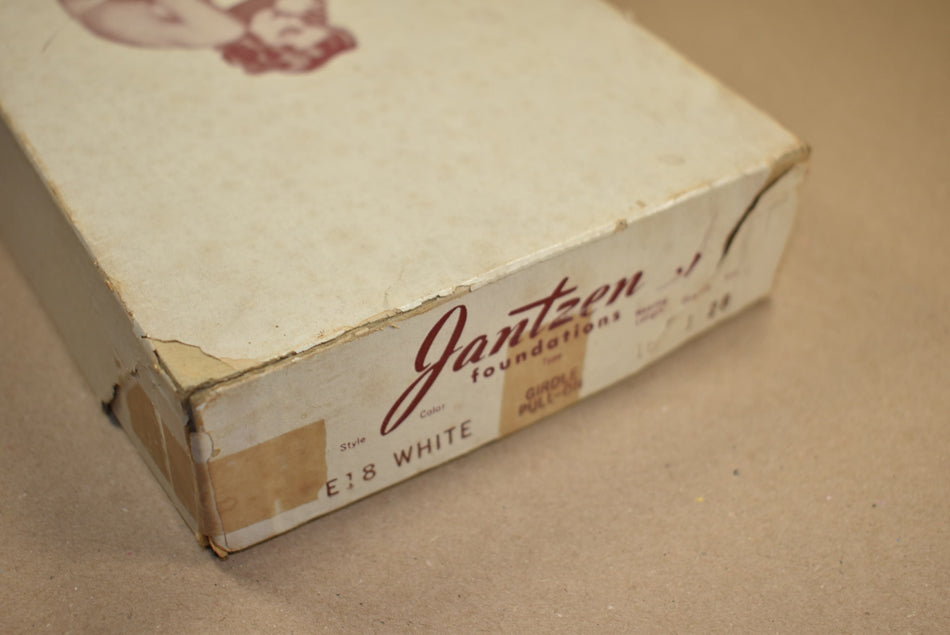 Jantzen
foundations
Style Color Type
E18 WHITE GIRDLE
PULL-ON